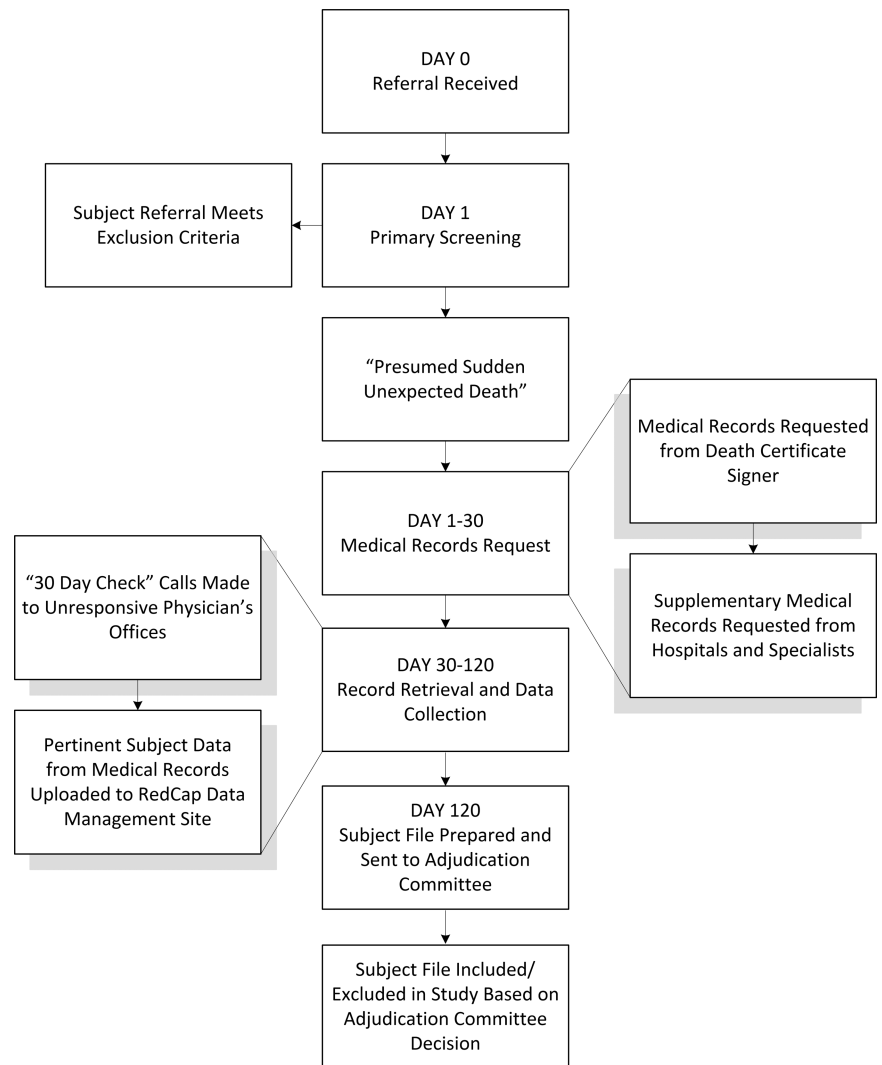 DAY 0
Referral Received
Subject Referral Meets
Exclusion Criteria
DAY 1
Primary Screening
“Presumed Sudden
Unexpected Death”
Medical Records Requested
from Death Certificate
Signer
DAY 1-30
Medical Records Request
“30 Day Check” Calls Made
to Unresponsive Physician’s
Offices
Supplementary Medical
Records Requested from
Hospitals and Specialists
DAY 30-120
Record Retrieval and Data
Collection
Pertinent Subject Data
from Medical Records
Uploaded to RedCap Data
Management Site
DAY 120
Subject File Prepared and
Sent to Adjudication
Committee
Subject File Included/
Excluded in Study Based on
Adjudication Committee
Decision